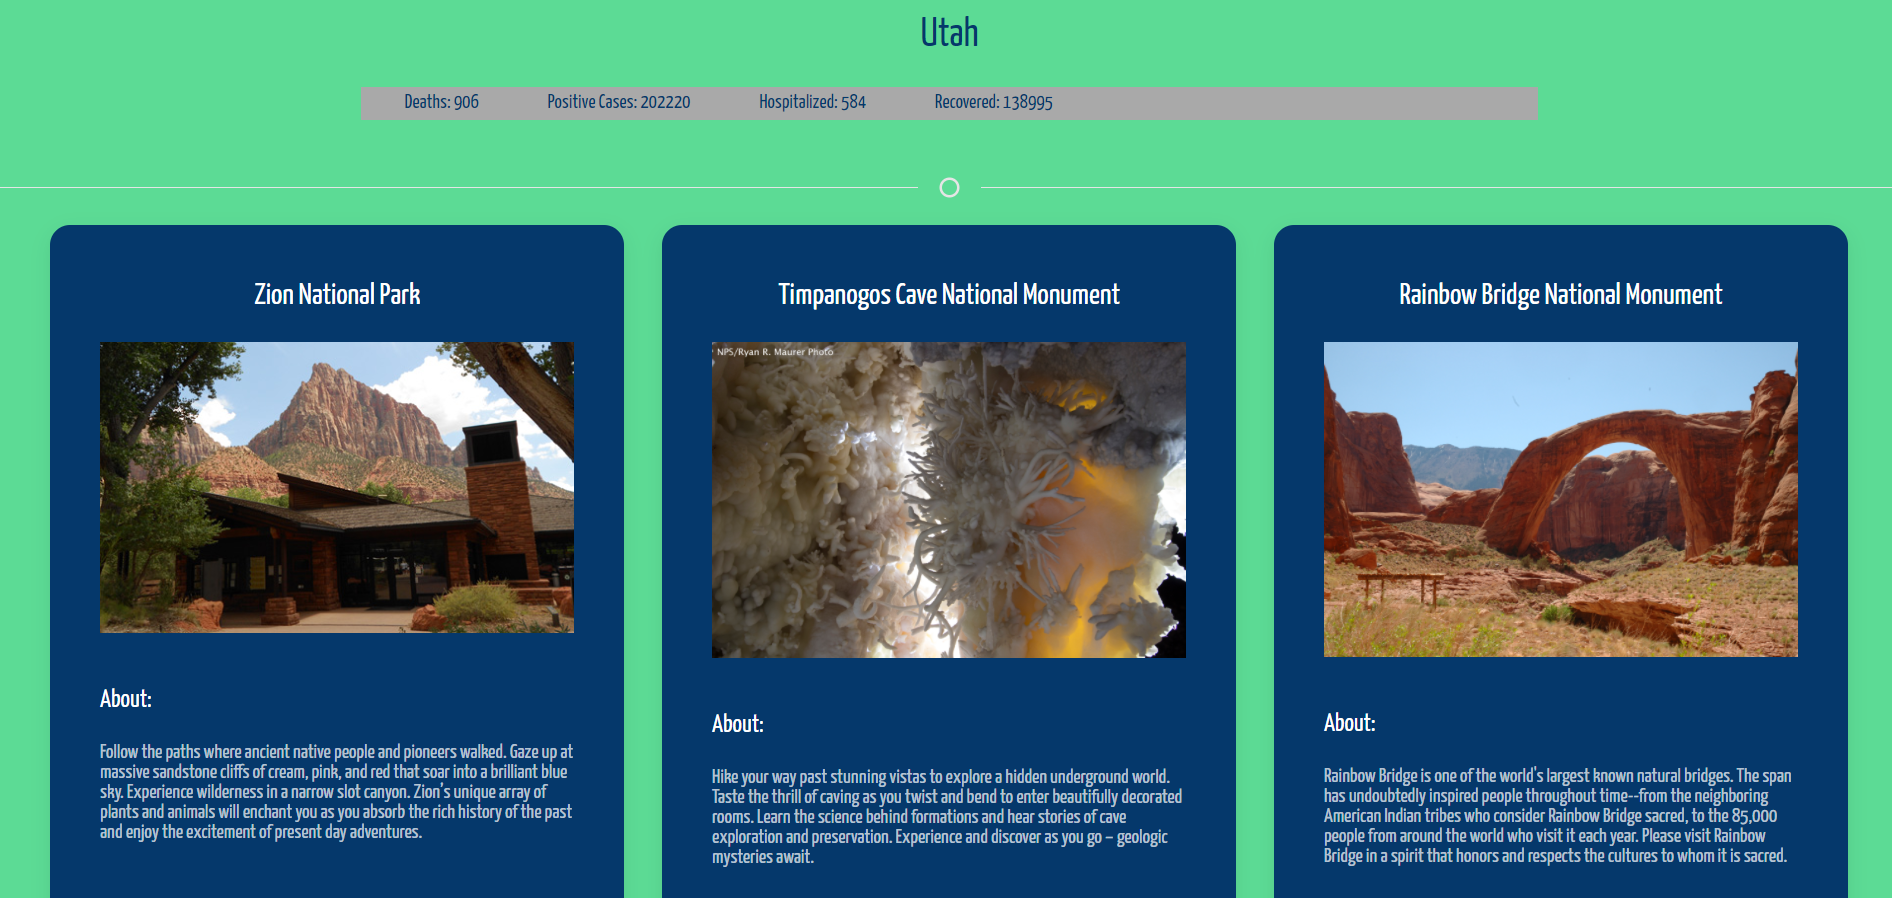 Utah
Deaths: 906 Positive Cases: 202220 Hospitalized: 584 Recovered: 138995
Zion National Park
About:
Follow the paths where ancient native people and pioneers walked. Gaze up at
massive sandstone cliffs of cream, pink, and red that soar into a brilliant blue
sky. Experience wilderness in a narrow slot canyon. Zion's unique array of
plants and animals will enchant you as you absorb the rich history of the past
and enjoy the excitement of present day adventures.
Timpanogos Cave National Monument
NPS/Ryan R. Maurer Photo
About:
Hike your way past stunning vistas to explore a hidden underground world.
Taste the thrill of caving as you twist and bend to enter beautifully decorated
rooms. Learn the science behind formations and hear stories of cave
exploration and preservation. Experience and discover as you go – geologic
mysteries await.
Rainbow Bridge National Monument
About:
Rainbow Bridge is one of the world's largest known natural bridges. The span
has undoubtedly inspired people throughout time--from the neighboring
American Indian tribes who consider Rainbow Bridge sacred, to the 85,000
people from around the world who visit it each year. Please visit Rainbow
Bridge in a spirit that honors and respects the cultures to whom it is sacred.